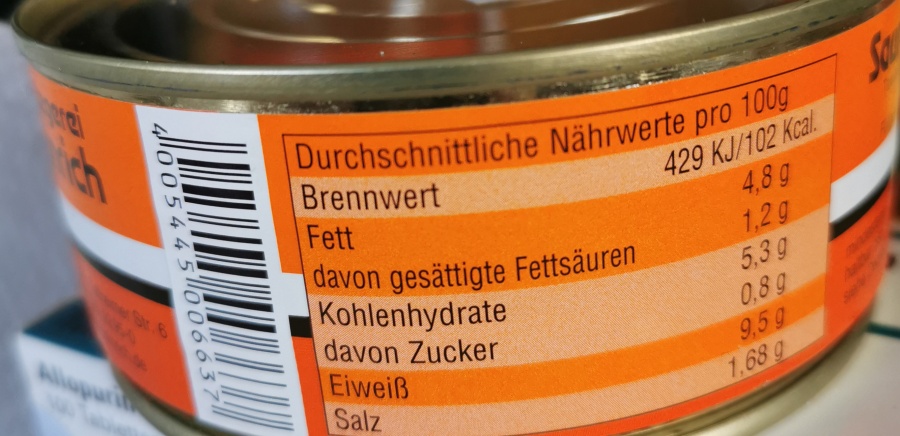 Durchschnittliche Nährwerte pro 100g
Brennwert 429 KJ/102 Kcal.
Fett 4,8 g
davon gesättigte Fettsäuren 1,2 g
Kohlenhydrate 5,3 g
davon Zucker 0,8 g
Eiweiß 9,5 g
Salz 1,68 g
4005445006637